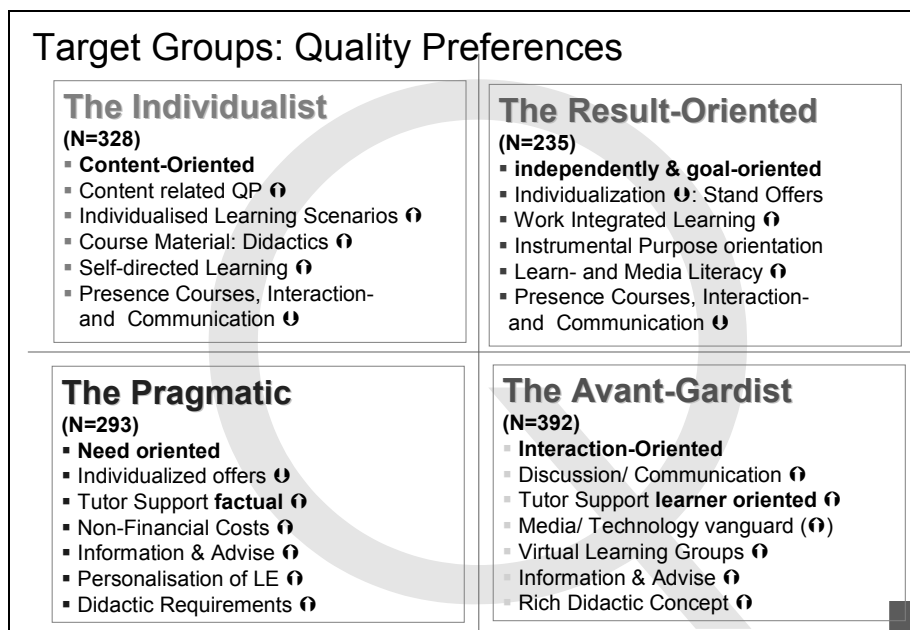 Target Groups: Quality Preferences
The Individualist
(N=328)
▪ Content-Oriented
▪ Content related QP ⋂
▪ Individualised Learning Scenarios ⋂
▪ Course Material: Didactics ⋂
▪ Self-directed Learning ⋂
▪ Presence Courses, Interaction-
and Communication ⋃
The Result-Oriented
(N=235)
▪ independently & goal-oriented
▪ Individualization ⋃: Stand Offers
▪ Work Integrated Learning ⋂
▪ Instrumental Purpose orientation
▪ Learn- and Media Literacy ⋂
▪ Presence Courses, Interaction-
and Communication ⋃
The Pragmatic
(N=293)
▪ Need oriented
▪ Individualized offers ⋃
▪ Tutor Support factual ⋂
▪ Non-Financial Costs ⋂
▪ Information & Advise ⋂
▪ Personalisation of LE ⋂
▪ Didactic Requirements ⋂
The Avant-Gardist
(N=392)
▪ Interaction-Oriented
▪ Discussion/ Communication ⋂
▪ Tutor Support learner oriented ⋂
▪ Media/ Technology vanguard (⋂)
▪ Virtual Learning Groups ⋂
▪ Information & Advise ⋂
▪ Rich Didactic Concept ⋂